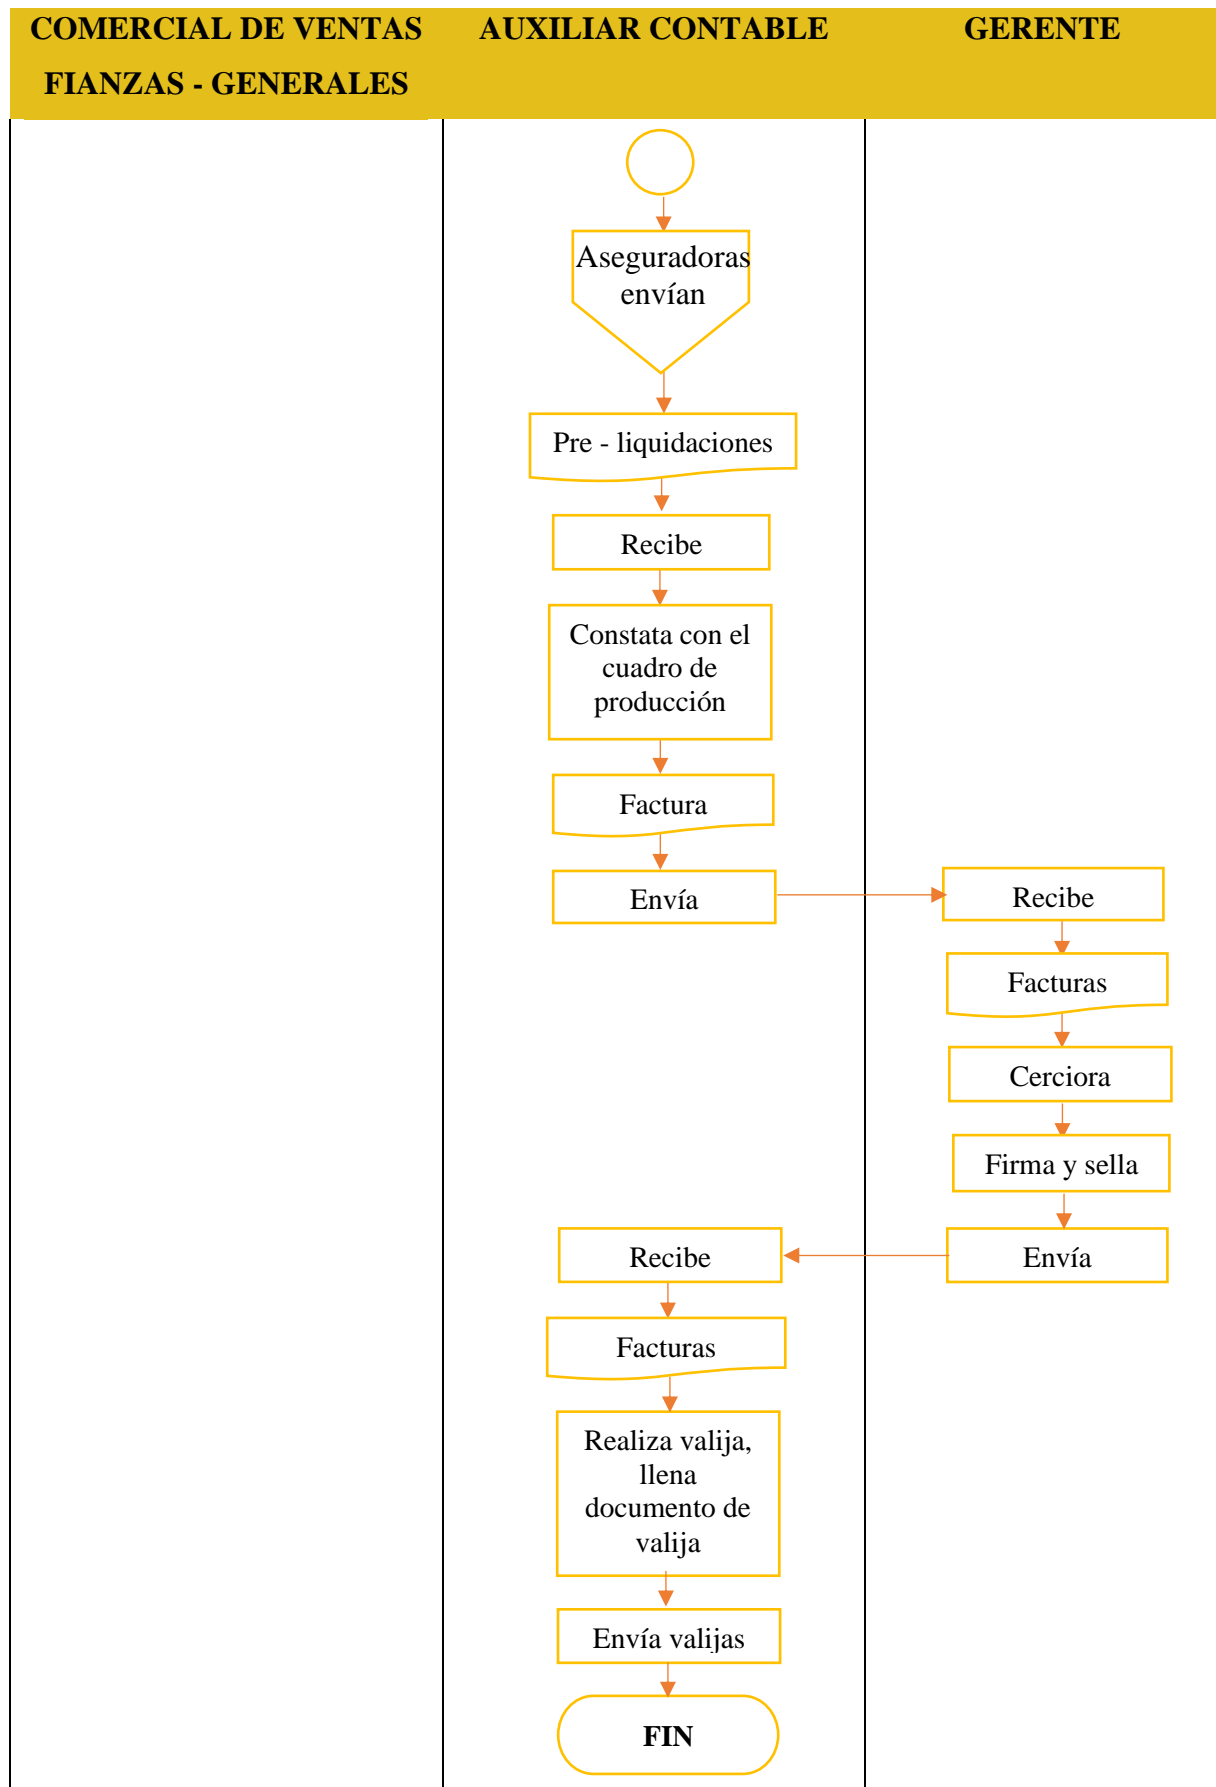 COMERCIAL DE VENTAS
FIANZAS - GENERALES
AUXILIAR CONTABLE
GERENTE
Aseguradoras
envían
Pre - liquidaciones
Recibe
Constata con el
cuadro de
producción
Factura
Envía
Recibe
Facturas
Cerciora
Firma y sella
Envía
Recibe
Facturas
Realiza valija,
llena
documento de
valija
Envía valijas
FIN